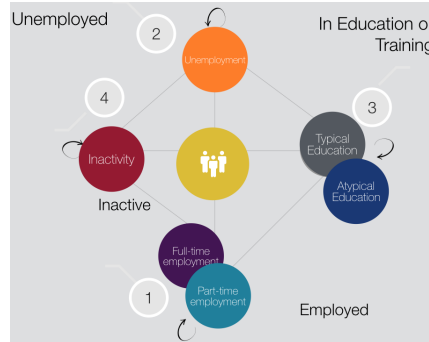 Unemployed
In Education o
Training
2
Unemployment
4
3
Typical
Education
Inactivity
Atypical
Education
Inactive
Full-time
employment
1
Part-time
employment
Employed